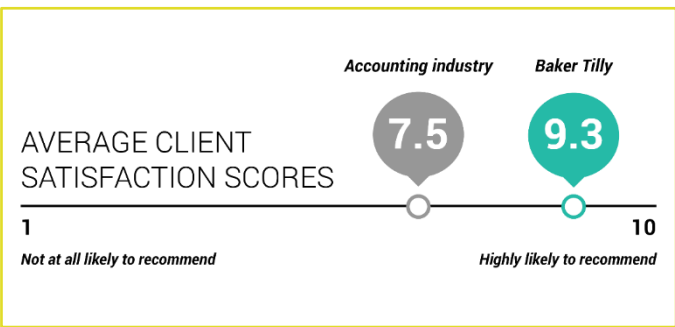 Accounting industry
Baker Tilly
7.5
9.3
AVERAGE CLIENT
SATISFACTION SCORES
1
10
Not at all likely to recommend
Highly likely to recommend